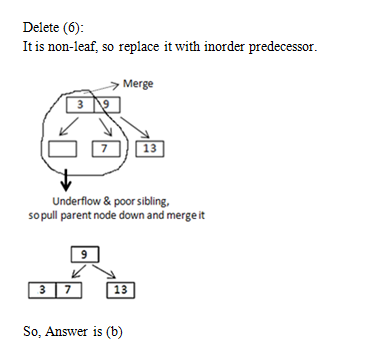 Delete (6):
It is non-leaf, so replace it with inorder predecessor.
Merge
3 9
7 13
Underflow & poor sibling,
so pull parent node down and merge it
9
3 7 13
So, Answer is (b)